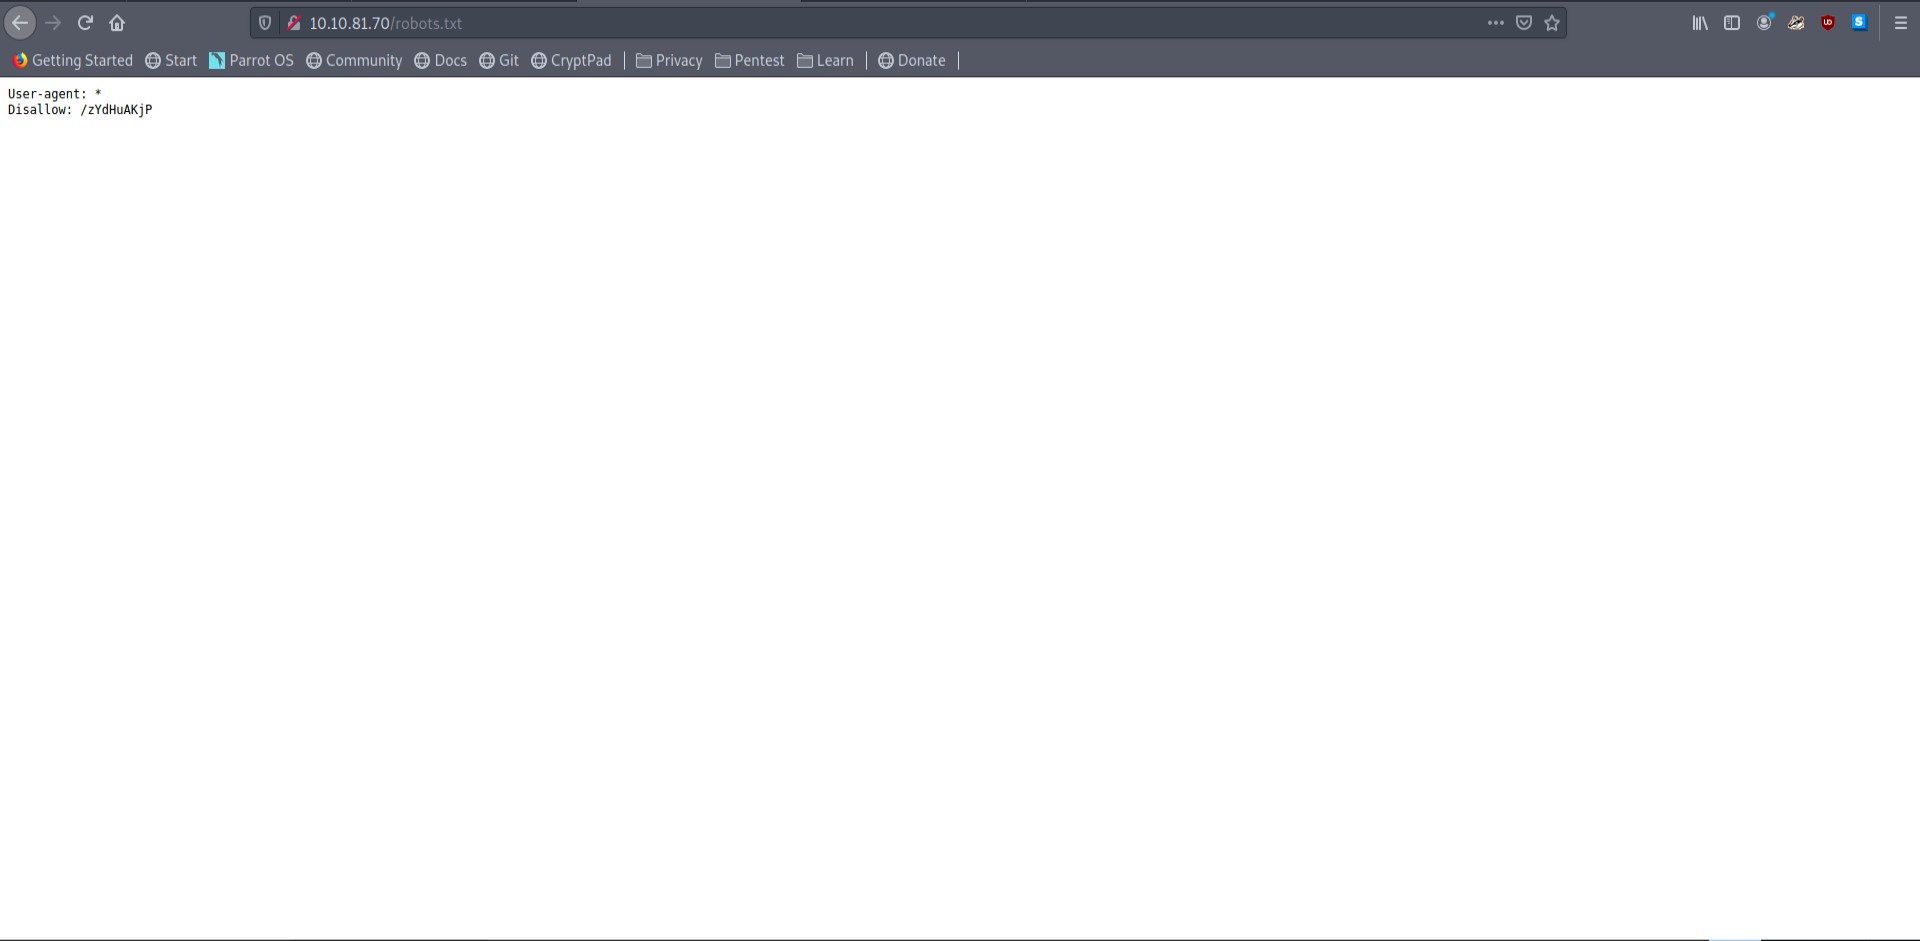 10.10.81.70/robots.txt
Getting Started Start Parrot OS Community Docs Git CryptPad Privacy Pentest Learn Donate
User-agent: *
Disallow: /zYdHuAKjP